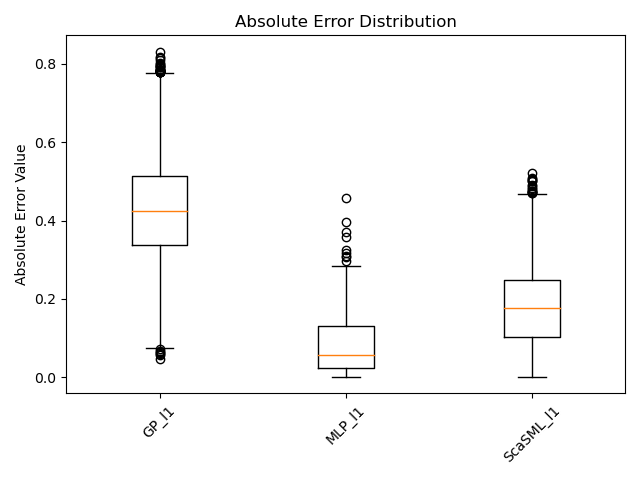 Absolute Error Distribution
Absolute Error Value
0.8
0.6
0.4
0.2
0.0
GP_l1
MLP_l1
ScaSML_l1